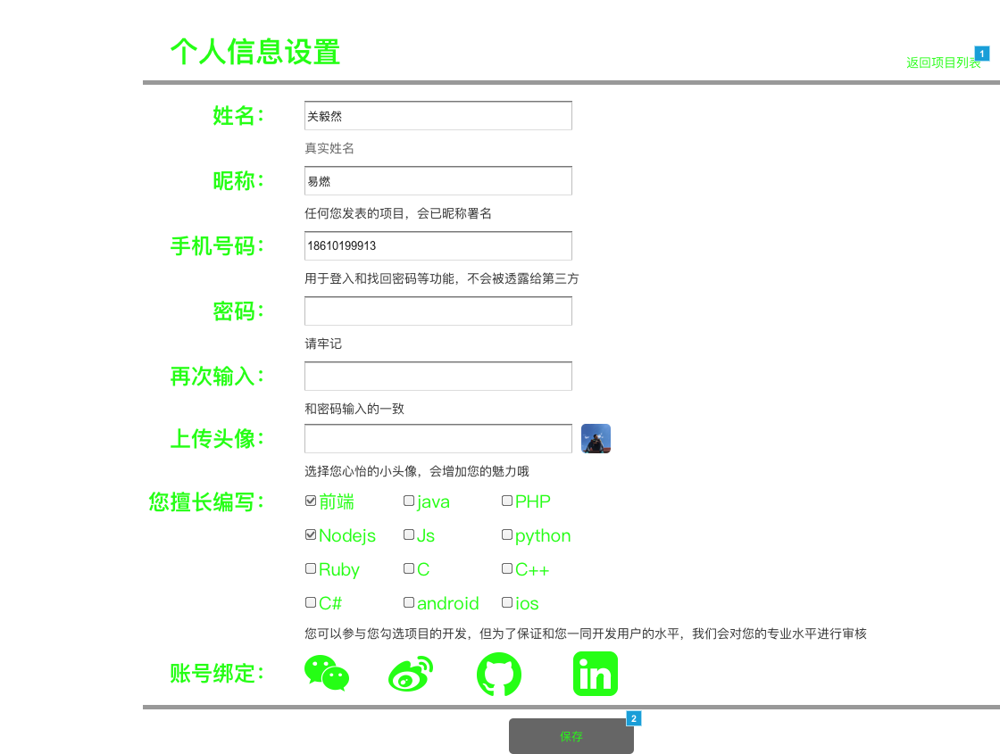 个人信息设置
返回项目列表
1
姓名：
关毅然
真实姓名
昵称：
易燃
任何您发表的项目，会已昵称署名
手机号码：
18610199913
用于登入和找回密码等功能，不会被透露给第三方
密码：
请牢记
再次输入：
和密码输入的一致
上传头像：
选择您心怡的小头像，会增加您的魅力哦
您擅长编写：
前端 java PHP
Nodejs Js python
Ruby C C++
C# android ios
您可以参与您勾选项目的开发，但为了保证和您一同开发用户的水平，我们会对您的专业水平进行审核
账号绑定：
in
2
保存